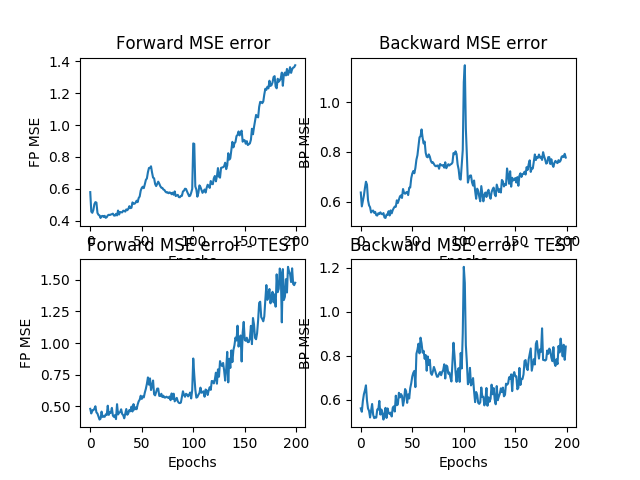 Forward MSE error
Backward MSE error
FP MSE
1.4
1.2
1.0
0.8
0.6
0.4
0 50 100 150 200
Epochs
BP MSE
1.0
0.8
0.6
0 50 100 150 200
Epochs
Forward MSE error - TEST
Backward MSE error - TEST
FP MSE
1.50
1.25
1.00
0.75
0.50
0 50 100 150 200
Epochs
BP MSE
1.2
1.0
0.8
0.6
0 50 100 150 200
Epochs